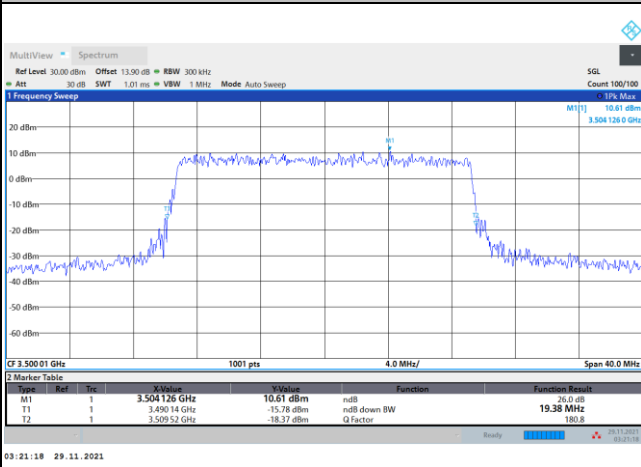 MultiView Spectrum
Ref Level 30.00 dBm Offset 13.90 dB RBW 300 kHz SGL
Att 30 dB SWT 1.01 ms VBW 1 MHz Mode Auto Sweep Count 100/100
1 Frequency Sweep 1Pk Max
M1[1] 10.61 dBm
3.504 126 0 GHz
20 dBm
M1
10 dBm
0 dBm
-10 dBm
-20 dBm
-30 dBm
-40 dBm
-50 dBm
-60 dBm
CF 3.500 01 GHz 1001 pts 4.0 MHz/ Span 40.0 MHz
2 Marker Table
Type Ref Trc X-Value Y-Value Function Function Result
M1 1 3.504 126 GHz 10.61 dBm ndB 26.0 dB
T1 1 3.490 14 GHz -15.78 dBm ndB down BW 19.38 MHz
T2 1 3.509 52 GHz -18.37 dBm Q Factor 180.8
Ready 29.11.2021
03:21:18
03:21:18 29.11.2021